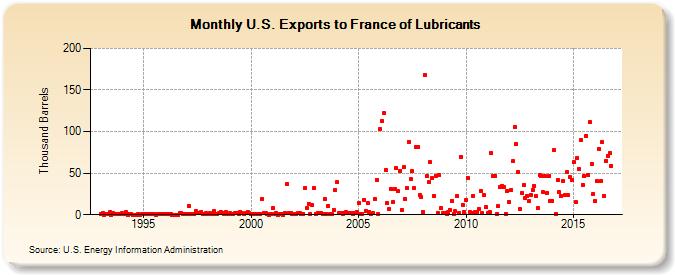 Monthly U.S. Exports to France of Lubricants
Thousand Barrels
200
150
100
50
0
1995 2000 2005 2010 2015
Source: U.S. Energy Information Administration